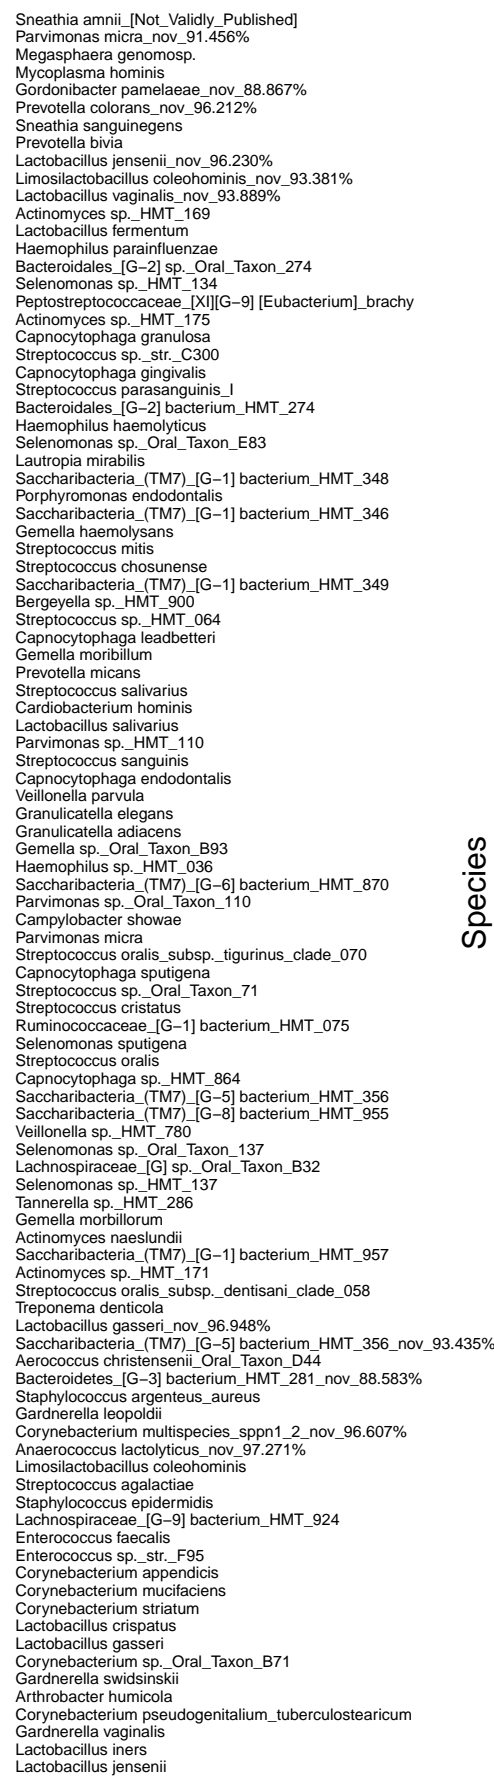 Sneathia amnii_[Not_Validly_Published]
Parvimonas micra_nov_91.456%
Megasphaera genomosp.
Mycoplasma hominis
Gordonibacter pamelaeae_nov_88.867%
Prevotella colorans_nov_96.212%
Sneathia sanguinegens
Prevotella bivia
Lactobacillus jensenii_nov_96.230%
Limosilactobacillus coleohominis_nov_93.381%
Lactobacillus vaginalis_nov_93.889%
Actinomyces sp._HMT_169
Lactobacillus fermentum
Haemophilus parainfluenzae
Bacteroidales_[G−2] sp._Oral_Taxon_274
Selenomonas sp._HMT_134
Peptostreptococcaceae_[XI][G−9] [Eubacterium]_brachy
Actinomyces sp._HMT_175
Capnocytophaga granulosa
Streptococcus sp._str._C300
Capnocytophaga gingivalis
Streptococcus parasanguinis_I
Bacteroidales_[G−2] bacterium_HMT_274
Haemophilus haemolyticus
Selenomonas sp._Oral_Taxon_E83
Lautropia mirabilis
Saccharibacteria_(TM7)_[G−1] bacterium_HMT_348
Porphyromonas endodontalis
Saccharibacteria_(TM7)_[G−1] bacterium_HMT_346
Gemella haemolysans
Streptococcus mitis
Streptococcus chosunense
Saccharibacteria_(TM7)_[G−1] bacterium_HMT_349
Bergeyella sp._HMT_900
Streptococcus sp._HMT_064
Capnocytophaga leadbetteri
Gemella moribillum
Prevotella micans
Streptococcus salivarius
Cardiobacterium hominis
Lactobacillus salivarius
Parvimonas sp._HMT_110
Streptococcus sanguinis
Capnocytophaga endodontalis
Veillonella parvula
Granulicatella elegans
Granulicatella adiacens
Gemella sp._Oral_Taxon_B93
Haemophilus sp._HMT_036
Saccharibacteria_(TM7)_[G−6] bacterium_HMT_870
Parvimonas sp._Oral_Taxon_110
Campylobacter showae
Parvimonas micra
Streptococcus oralis_subsp._tigurinus_clade_070
Capnocytophaga sputigena
Streptococcus sp._Oral_Taxon_71
Streptococcus cristatus
Ruminococcaceae_[G−1] bacterium_HMT_075
Selenomonas sputigena
Streptococcus oralis
Capnocytophaga sp._HMT_864
Saccharibacteria_(TM7)_[G−5] bacterium_HMT_356
Saccharibacteria_(TM7)_[G−8] bacterium_HMT_955
Veillonella sp._HMT_780
Selenomonas sp._Oral_Taxon_137
Lachnospiraceae_[G] sp._Oral_Taxon_B32
Selenomonas sp._HMT_137
Tannerella sp._HMT_286
Gemella morbillorum
Actinomyces naeslundii
Saccharibacteria_(TM7)_[G−1] bacterium_HMT_957
Actinomyces sp._HMT_171
Streptococcus oralis_subsp._dentisani_clade_058
Treponema denticola
Lactobacillus gasseri_nov_96.948%
Saccharibacteria_(TM7)_[G−5] bacterium_HMT_356_nov_93.435%
Aerococcus christensenii_Oral_Taxon_D44
Bacteroidetes_[G−3] bacterium_HMT_281_nov_88.583%
Staphylococcus argenteus_aureus
Gardnerella leopoldii
Corynebacterium multispecies_sppn1_2_nov_96.607%
Anaerococcus lactolyticus_nov_97.271%
Limosilactobacillus coleohominis
Streptococcus agalactiae
Staphylococcus epidermidis
Lachnospiraceae_[G−9] bacterium_HMT_924
Enterococcus faecalis
Enterococcus sp._str._F95
Corynebacterium appendicis
Corynebacterium mucifaciens
Corynebacterium striatum
Lactobacillus crispatus
Lactobacillus gasseri
Corynebacterium sp._Oral_Taxon_B71
Gardnerella swidsinskii
Arthrobacter humicola
Corynebacterium pseudogenitalium_tuberculostearicum
Gardnerella vaginalis
Lactobacillus iners
Lactobacillus jensenii
Species